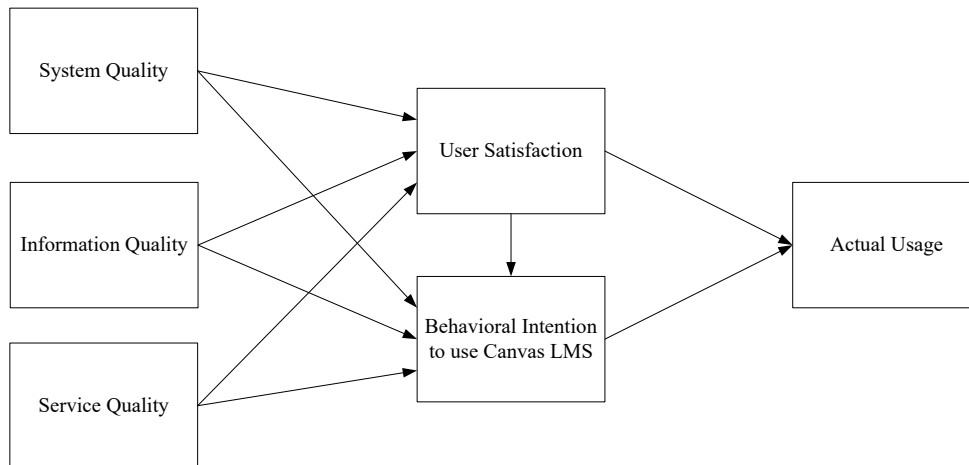 System Quality
User Satisfaction
Information Quality
Actual Usage
Behavioral Intention
to use Canvas LMS
Service Quality